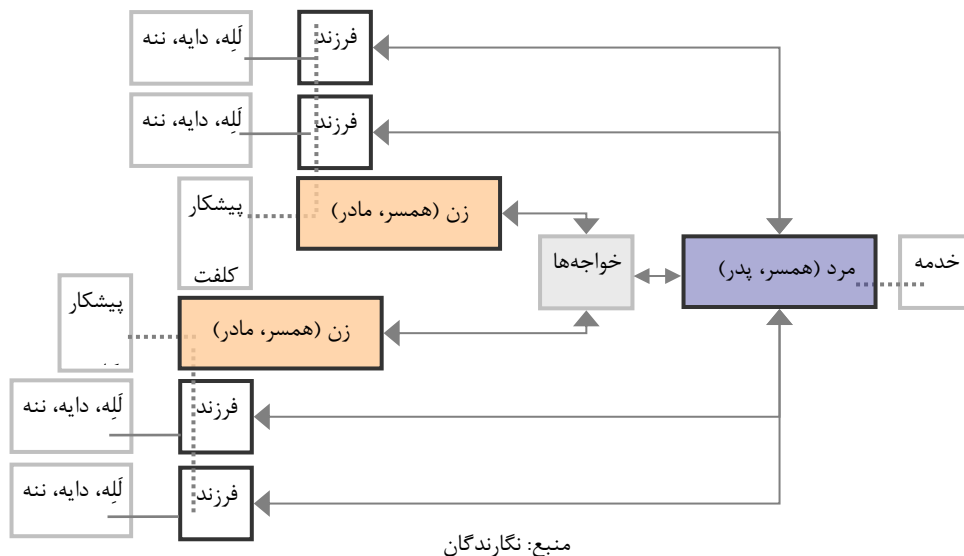 لَلِه، دایه، ننه
فرزند
لَلِه، دایه، ننه
فرزند
پیشکار
کلفت
زن (همسر، مادر)
خواجه‌ها
مرد (همسر، پدر)
خدمه
پیشکار
زن (همسر، مادر)
لَلِه، دایه، ننه
فرزند
لَلِه، دایه، ننه
فرزند
منبع: نگارندگان